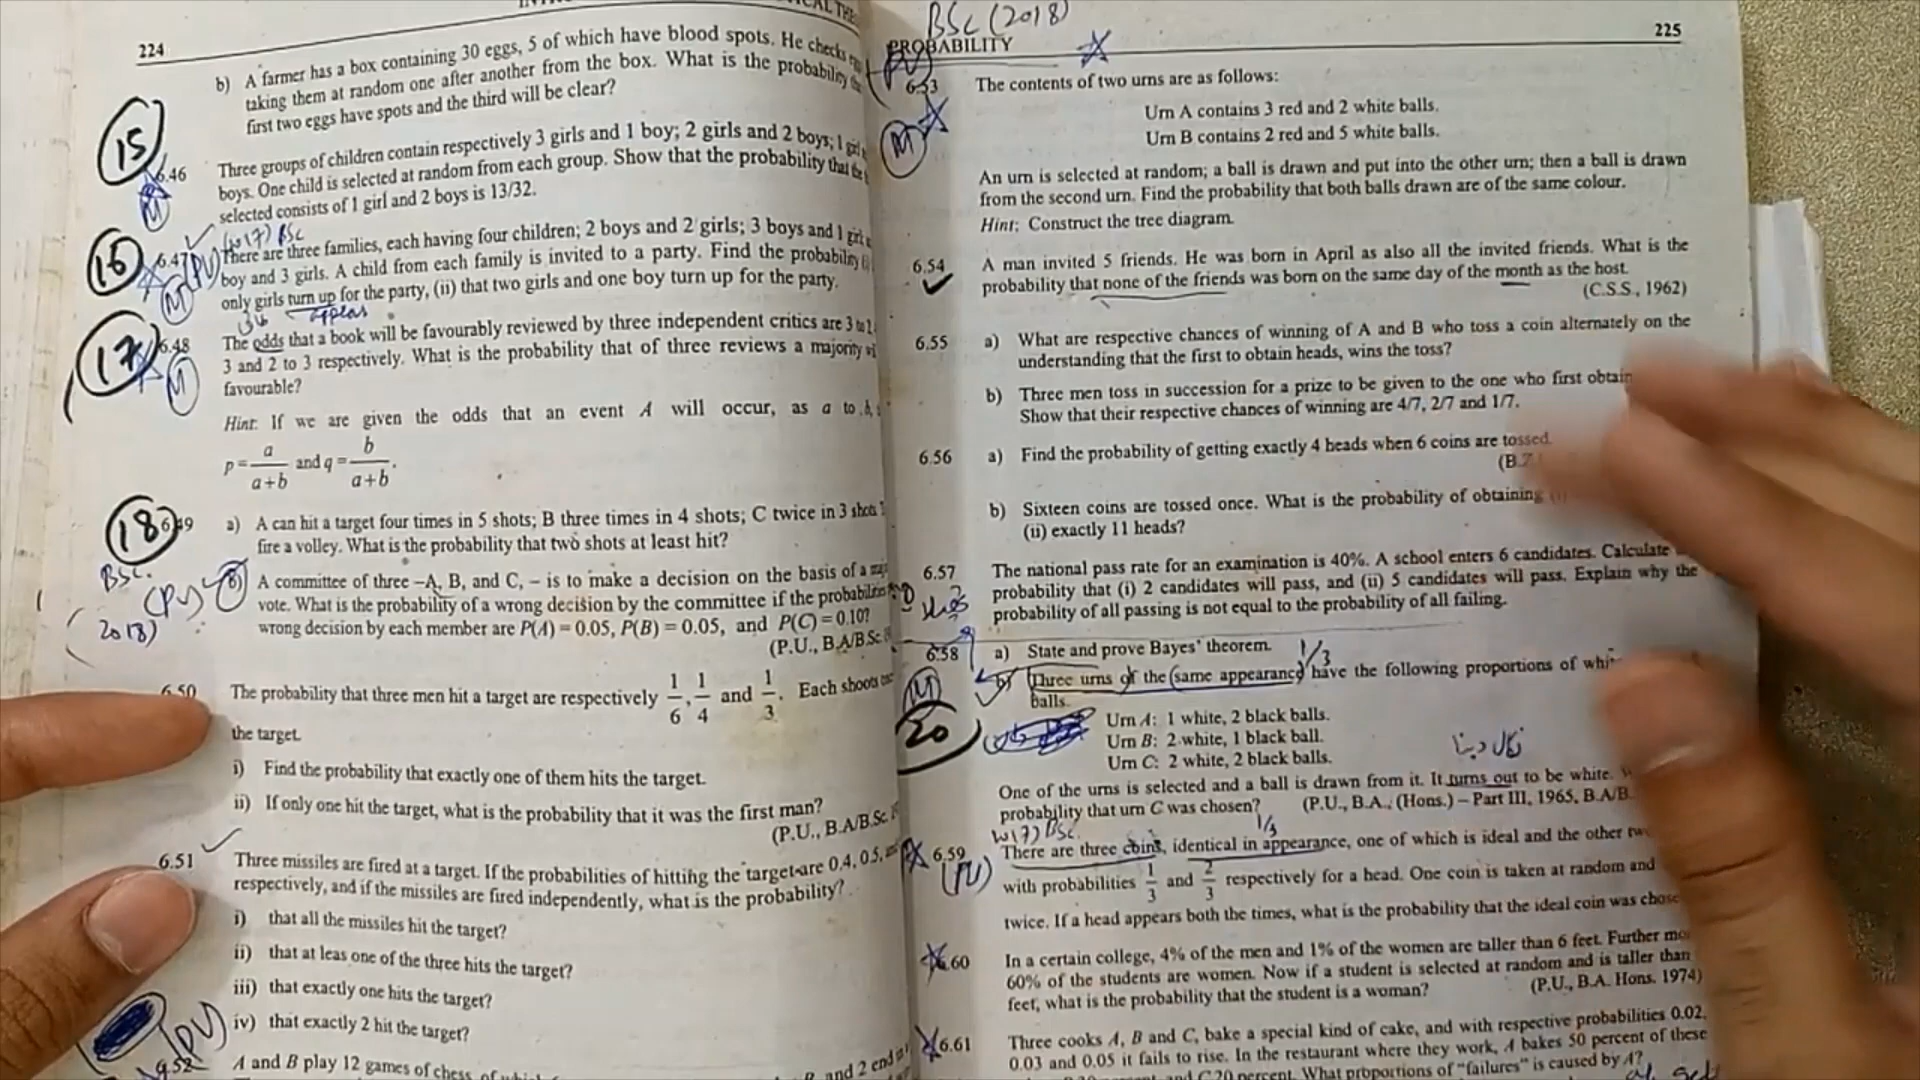 224
b) A farmer has a box containing 30 eggs, 5 of which have blood spots. He checks
taking them at random one after another from the box. What is the probability
first two eggs have spots and the third will be clear?
15
6.46
Three groups of children contain respectively 3 girls and 1 boy; 2 girls and 2 boys; 1 girl
boys. One child is selected at random from each group. Show that the probability that the
selected consists of 1 girl and 2 boys is 13/32.
M
16
6.47
(PU)
(2017) BSc
There are three families, each having four children; 2 boys and 2 girls; 3 boys and 1 girl
boy and 3 girls. A child from each family is invited to a party. Find the probability
only girls turn up for the party, (ii) that two girls and one boy turn up for the party.
M
appear
17
6.48
The odds that a book will be favourably reviewed by three independent critics are 3 to 2
3 and 2 to 3 respectively. What is the probability that of three reviews a majority
favourable?
M
Hint: If we are given the odds that an event A will occur, as a to b,
p = a/(a+b) and q = b/(a+b).
18
6.49
a) A can hit a target four times in 5 shots; B three times in 4 shots; C twice in 3 shots
fire a volley. What is the probability that two shots at least hit?
BSc.
(PU)
2018)
A committee of three –A, B, and C, – is to make a decision on the basis of a
vote. What is the probability of a wrong decision by the committee if the
wrong decision by each member are P(A) = 0.05, P(B) = 0.05, and P(C) = 0.10?
(P.U., B.A/B.Sc.
6.50
The probability that three men hit a target are respectively 1/6, 1/4 and 1/3. Each shoots
the target.
i) Find the probability that exactly one of them hits the target.
ii) If only one hit the target, what is the probability that it was the first man?
(P.U., B.A/B.Sc.
6.51
Three missiles are fired at a target. If the probabilities of hitting the target are 0.4, 0.5,
respectively, and if the missiles are fired independently, what is the probability?
i) that all the missiles hit the target?
ii) that at leas one of the three hits the target?
iii) that exactly one hits the target?
iv) that exactly 2 hit the target?
(PU)
6.52
A and B play 12 games of chess, of which
and 2 end
BSc (2018)
PROBABILITY
225
(PU)
6.53
The contents of two urns are as follows:
Urn A contains 3 red and 2 white balls.
Urn B contains 2 red and 5 white balls.
M
An urn is selected at random; a ball is drawn and put into the other urn; then a ball is drawn
from the second urn. Find the probability that both balls drawn are of the same colour.
Hint: Construct the tree diagram.
6.54
A man invited 5 friends. He was born in April as also all the invited friends. What is the
probability that none of the friends was born on the same day of the month as the host.
(C.S.S., 1962)
6.55
a) What are respective chances of winning of A and B who toss a coin alternately on the
understanding that the first to obtain heads, wins the toss?
b) Three men toss in succession for a prize to be given to the one who first
Show that their respective chances of winning are 4/7, 2/7 and 1/7.
6.56
a) Find the probability of getting exactly 4 heads when 6 coins are tossed.
b) Sixteen coins are tossed once. What is the probability of obtaining
(ii) exactly 11 heads?
6.57
The national pass rate for an examination is 40%. A school enters 6 candidates. Calculate
probability that (i) 2 candidates will pass, and (ii) 5 candidates will pass. Explain why the
probability of all passing is not equal to the probability of all failing.
6.58
a) State and prove Bayes' theorem.
1/3
b) Three urns of the same appearance have the following proportions of
balls.
M
20
Urn A: 1 white, 2 black balls.
Urn B: 2 white, 1 black ball.
Urn C: 2 white, 2 black balls.
نکال دینا
One of the urns is selected and a ball is drawn from it. It turns out to be white.
probability that urn C was chosen? (P.U., B.A., (Hons.) – Part III, 1965, B.A/B.
1/3
6.59
(PU)
There are three coins, identical in appearance, one of which is ideal and the other
with probabilities 1/3 and 2/3 respectively for a head. One coin is taken at random and
twice. If a head appears both the times, what is the probability that the ideal coin was
6.60
In a certain college, 4% of the men and 1% of the women are taller than 6 feet. Further
60% of the students are women. Now if a student is selected at random and is taller than
feet, what is the probability that the student is a woman?
(P.U., B.A. Hons. 1974)
6.61
Three cooks A, B and C, bake a special kind of cake, and with respective probabilities 0.02,
0.03 and 0.05 it fails to rise. In the restaurant where they work, A bakes 50 percent of these
and C 20 percent. What proportions of “failures” is caused by A?